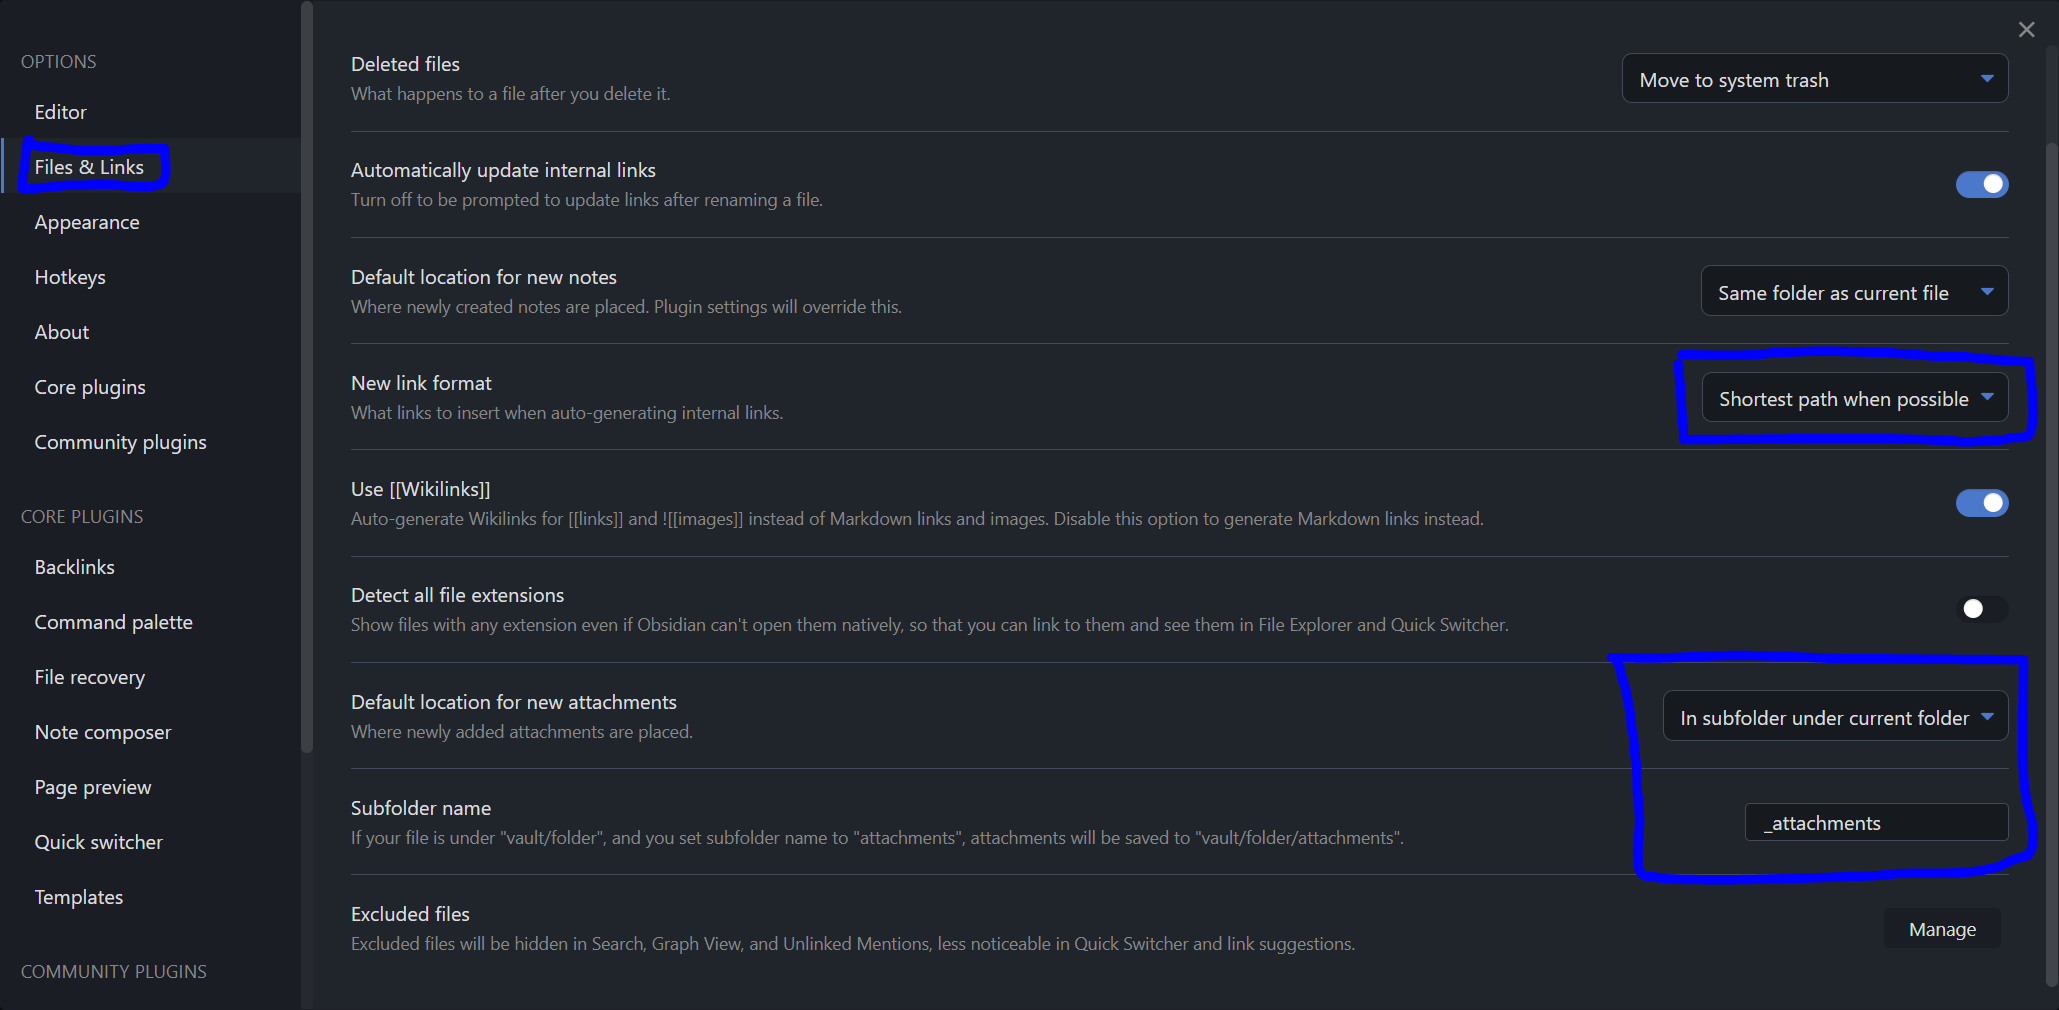 OPTIONS
Editor
Files & Links
Appearance
Hotkeys
About
Core plugins
Community plugins
CORE PLUGINS
Backlinks
Command palette
File recovery
Note composer
Page preview
Quick switcher
Templates
COMMUNITY PLUGINS
Deleted files
What happens to a file after you delete it.
Move to system trash
Automatically update internal links
Turn off to be prompted to update links after renaming a file.
Default location for new notes
Where newly created notes are placed. Plugin settings will override this.
Same folder as current file
New link format
What links to insert when auto-generating internal links.
Shortest path when possible
Use [[Wikilinks]]
Auto-generate Wikilinks for [[links]] and ![[images]] instead of Markdown links and images. Disable this option to generate Markdown links instead.
Detect all file extensions
Show files with any extension even if Obsidian can't open them natively, so that you can link to them and see them in File Explorer and Quick Switcher.
Default location for new attachments
Where newly added attachments are placed.
In subfolder under current folder
Subfolder name
If your file is under "vault/folder", and you set subfolder name to "attachments", attachments will be saved to "vault/folder/attachments".
_attachments
Excluded files
Excluded files will be hidden in Search, Graph View, and Unlinked Mentions, less noticeable in Quick Switcher and link suggestions.
Manage